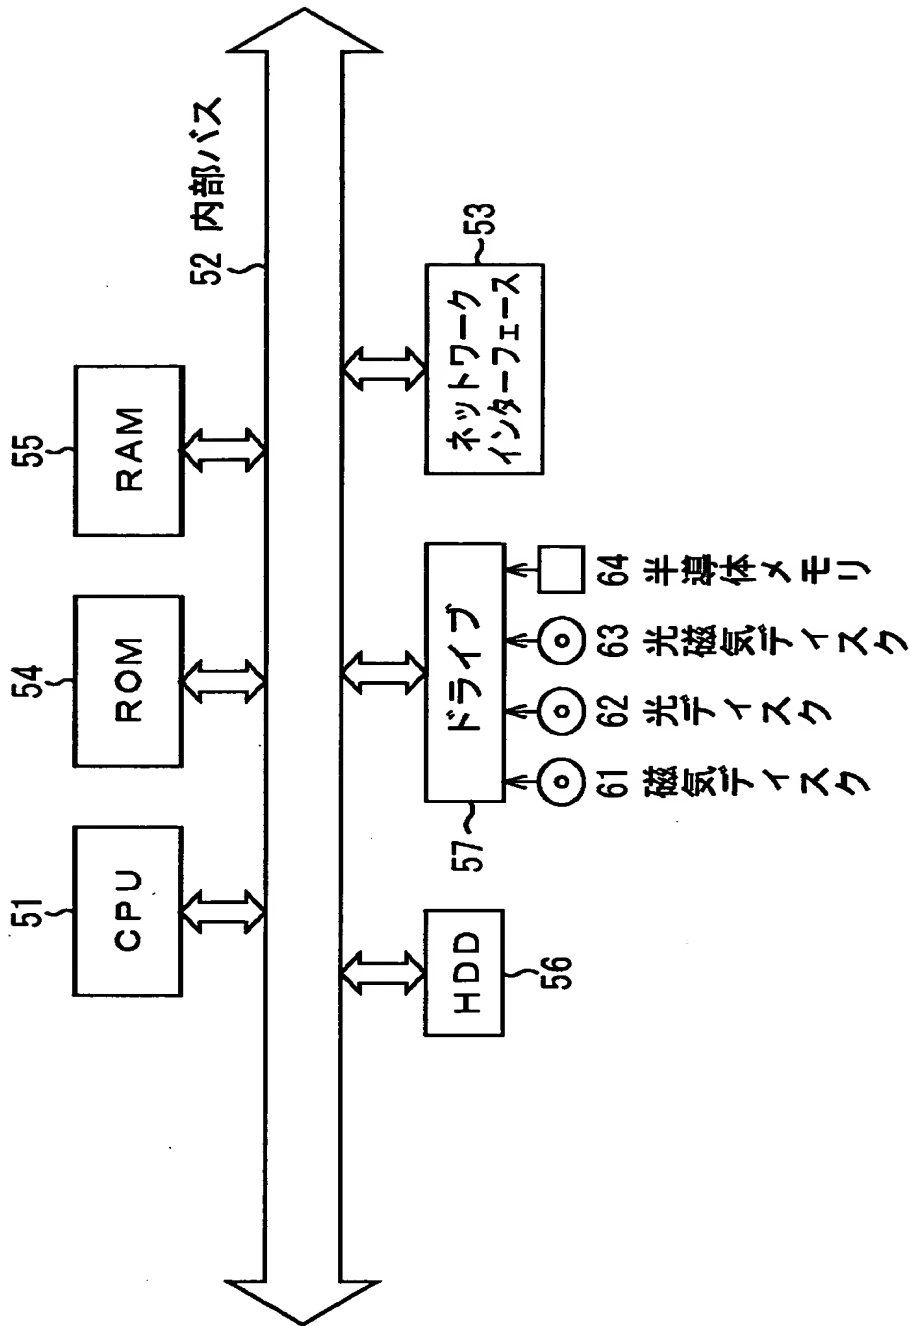 51
CPU
54
ROM
55
RAM
52 内部バス
56
HDD
57
ドライブ
53
ネットワーク
インターフェース
61 磁気ディスク
62 光ディスク
63 光磁気ディスク
64 半導体メモリ